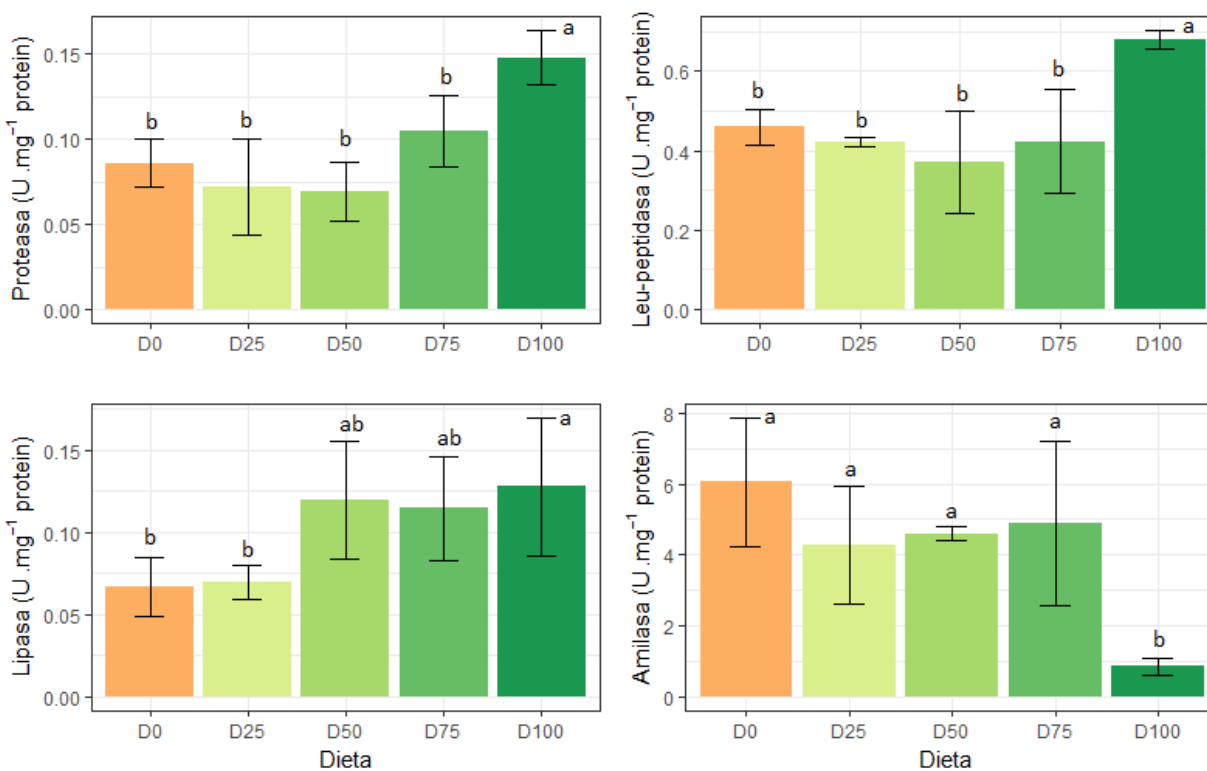 Proteasa (U .mg⁻¹ protein)
0.15
0.10
0.05
0.00
b
b
b
b
a
D0 D25 D50 D75 D100
Leu-peptidasa (U .mg⁻¹ protein)
0.6
0.4
0.2
0.0
b
b
b
b
a
D0 D25 D50 D75 D100
Lipasa (U .mg⁻¹ protein)
0.15
0.10
0.05
0.00
b
b
ab
ab
a
D0 D25 D50 D75 D100
Dieta
Amilasa (U .mg⁻¹ protein)
8
6
4
2
0
a
a
a
a
b
D0 D25 D50 D75 D100
Dieta